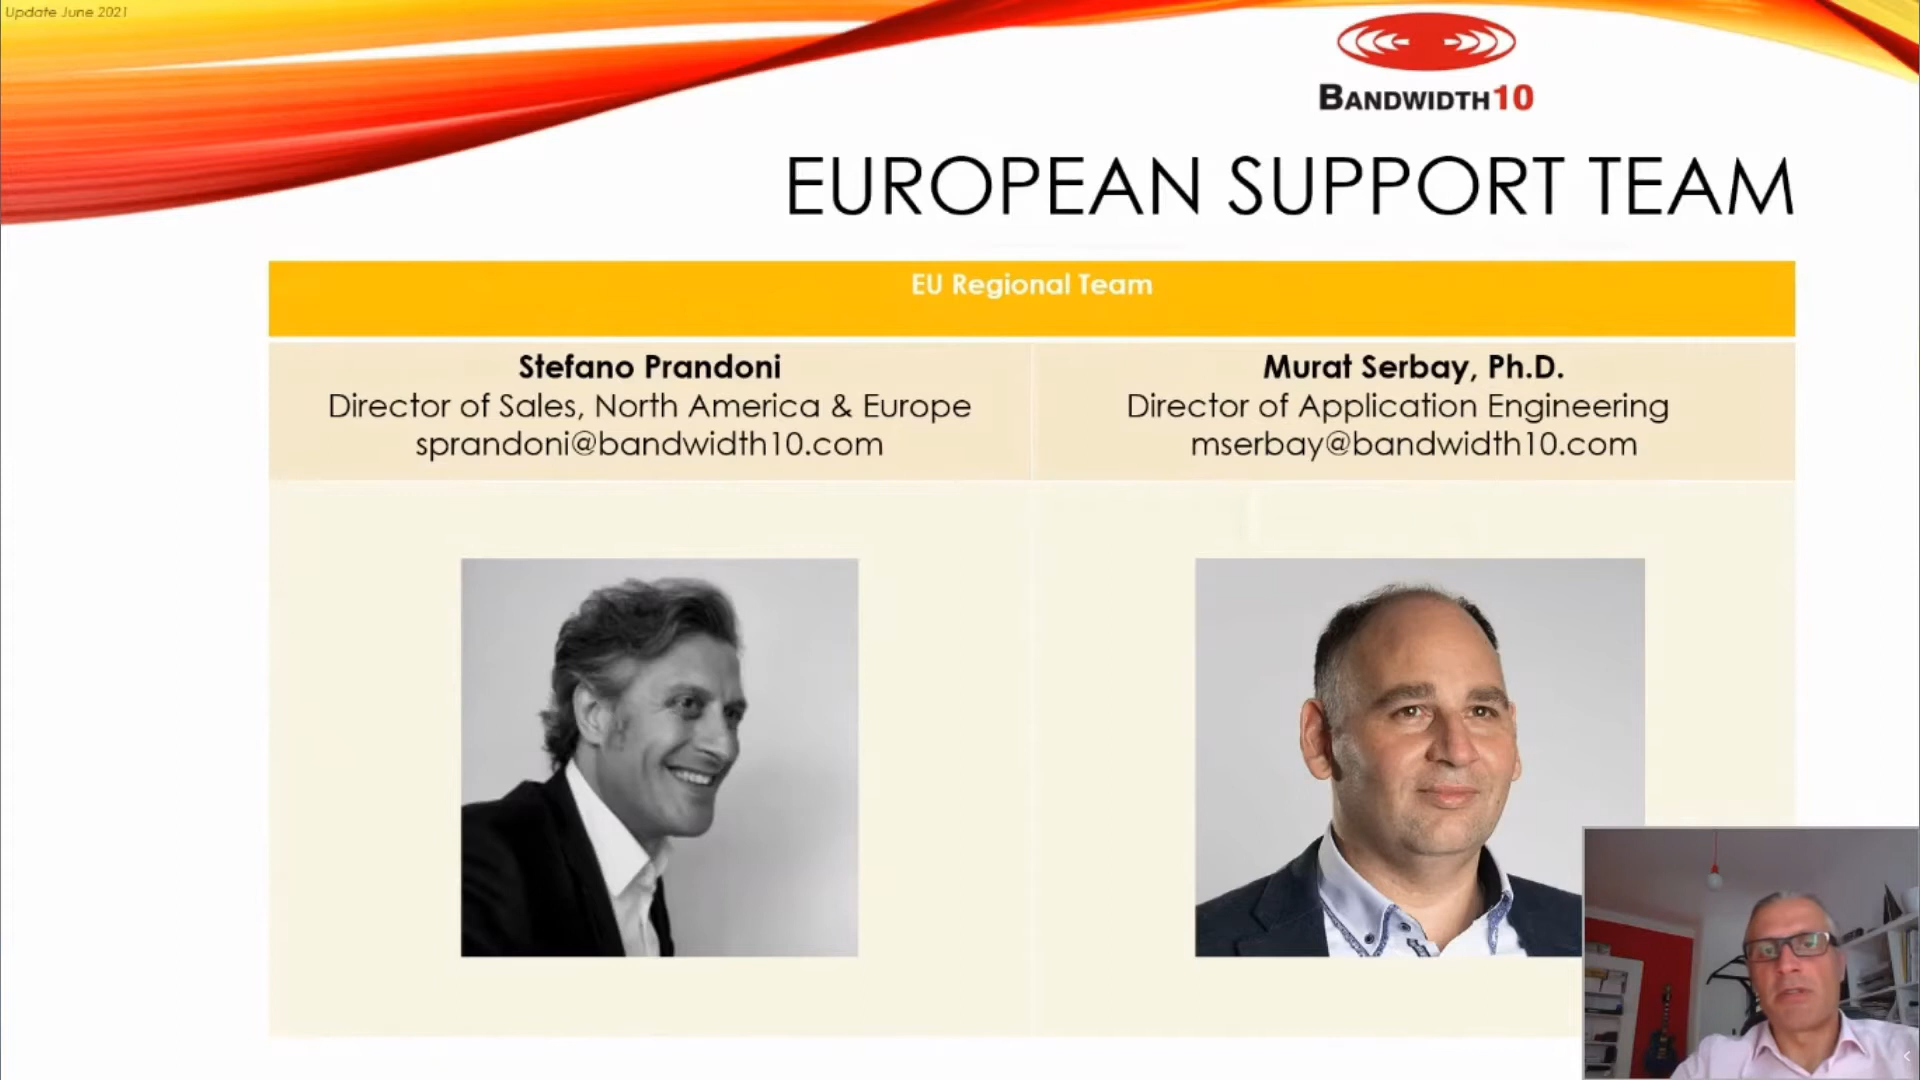 Update June 2021
BANDWIDTH10
EUROPEAN SUPPORT TEAM
EU Regional Team
Stefano Prandoni
Director of Sales, North America & Europe
sprandoni@bandwidth10.com
Murat Serbay, Ph.D.
Director of Application Engineering
mserbay@bandwidth10.com